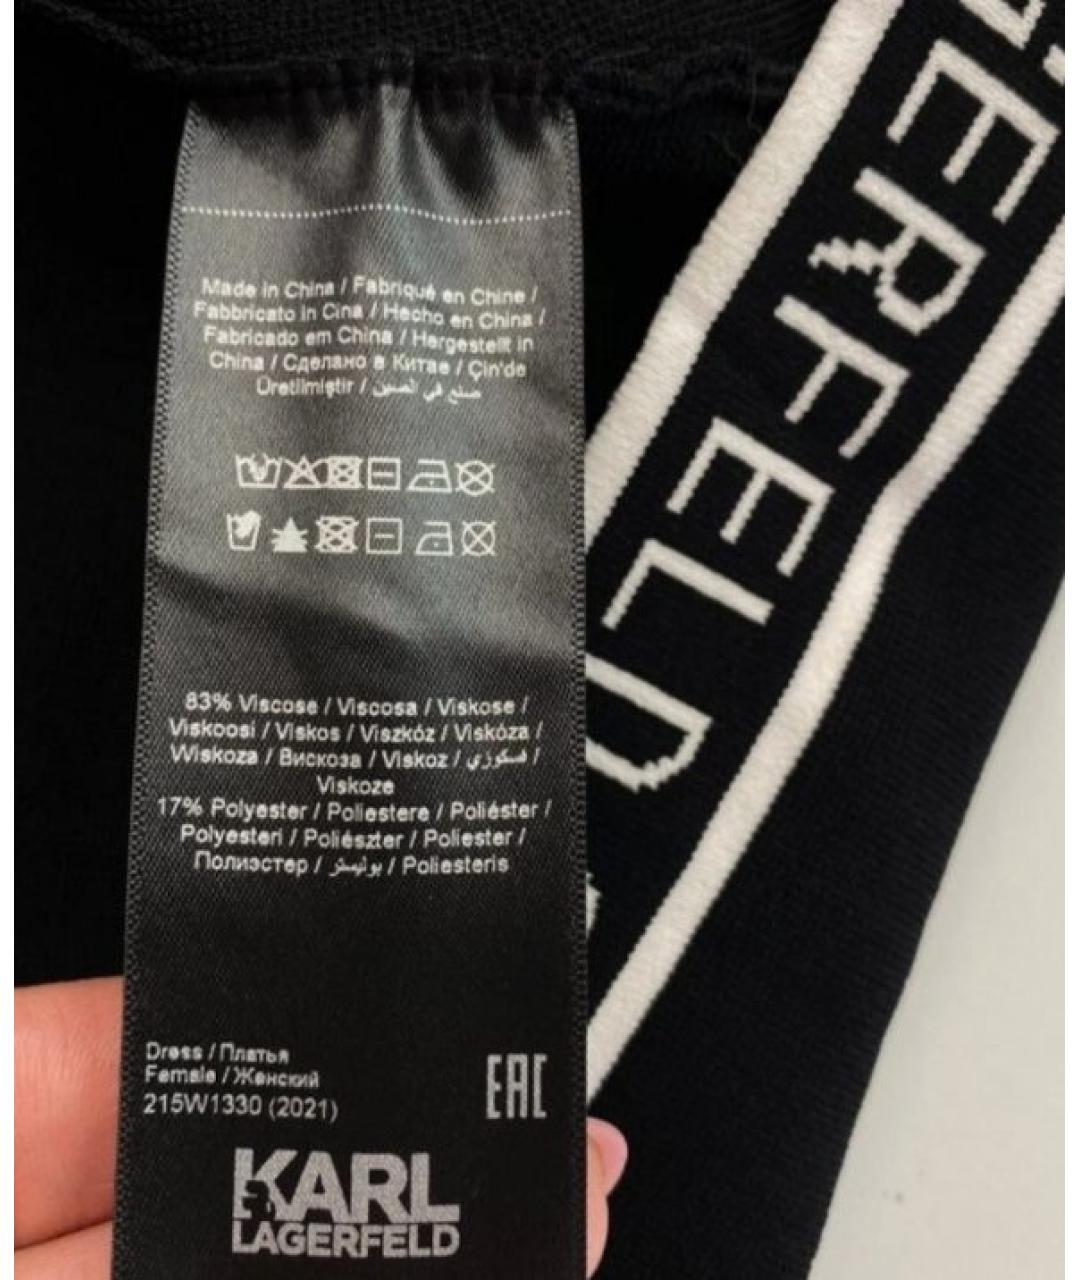 Made in China / Fabriqué en Chine /
Fabbricato in Cina / Hecho en China /
Fabricado em China / Hergestellt in
China / Сделано в Китае / Çin'de
Üretilmiştir / صنع في الصين
83% Viscose / Viscosa / Viskose /
Viskoosi / Viskos / Viszkóz / Viskóza /
Wiskoza / Вискоза / Viskoz / فسكوزي /
Viskoze
17% Polyester / Poliestere / Poliéster /
Polyesteri / Poliészter / Poliester /
Полиэстер / بوليستر / Poliesteris
Dress / Платья
Female / Женский
215W1330 (2021)
EAC
KARL
LAGERFELD
GERFELD